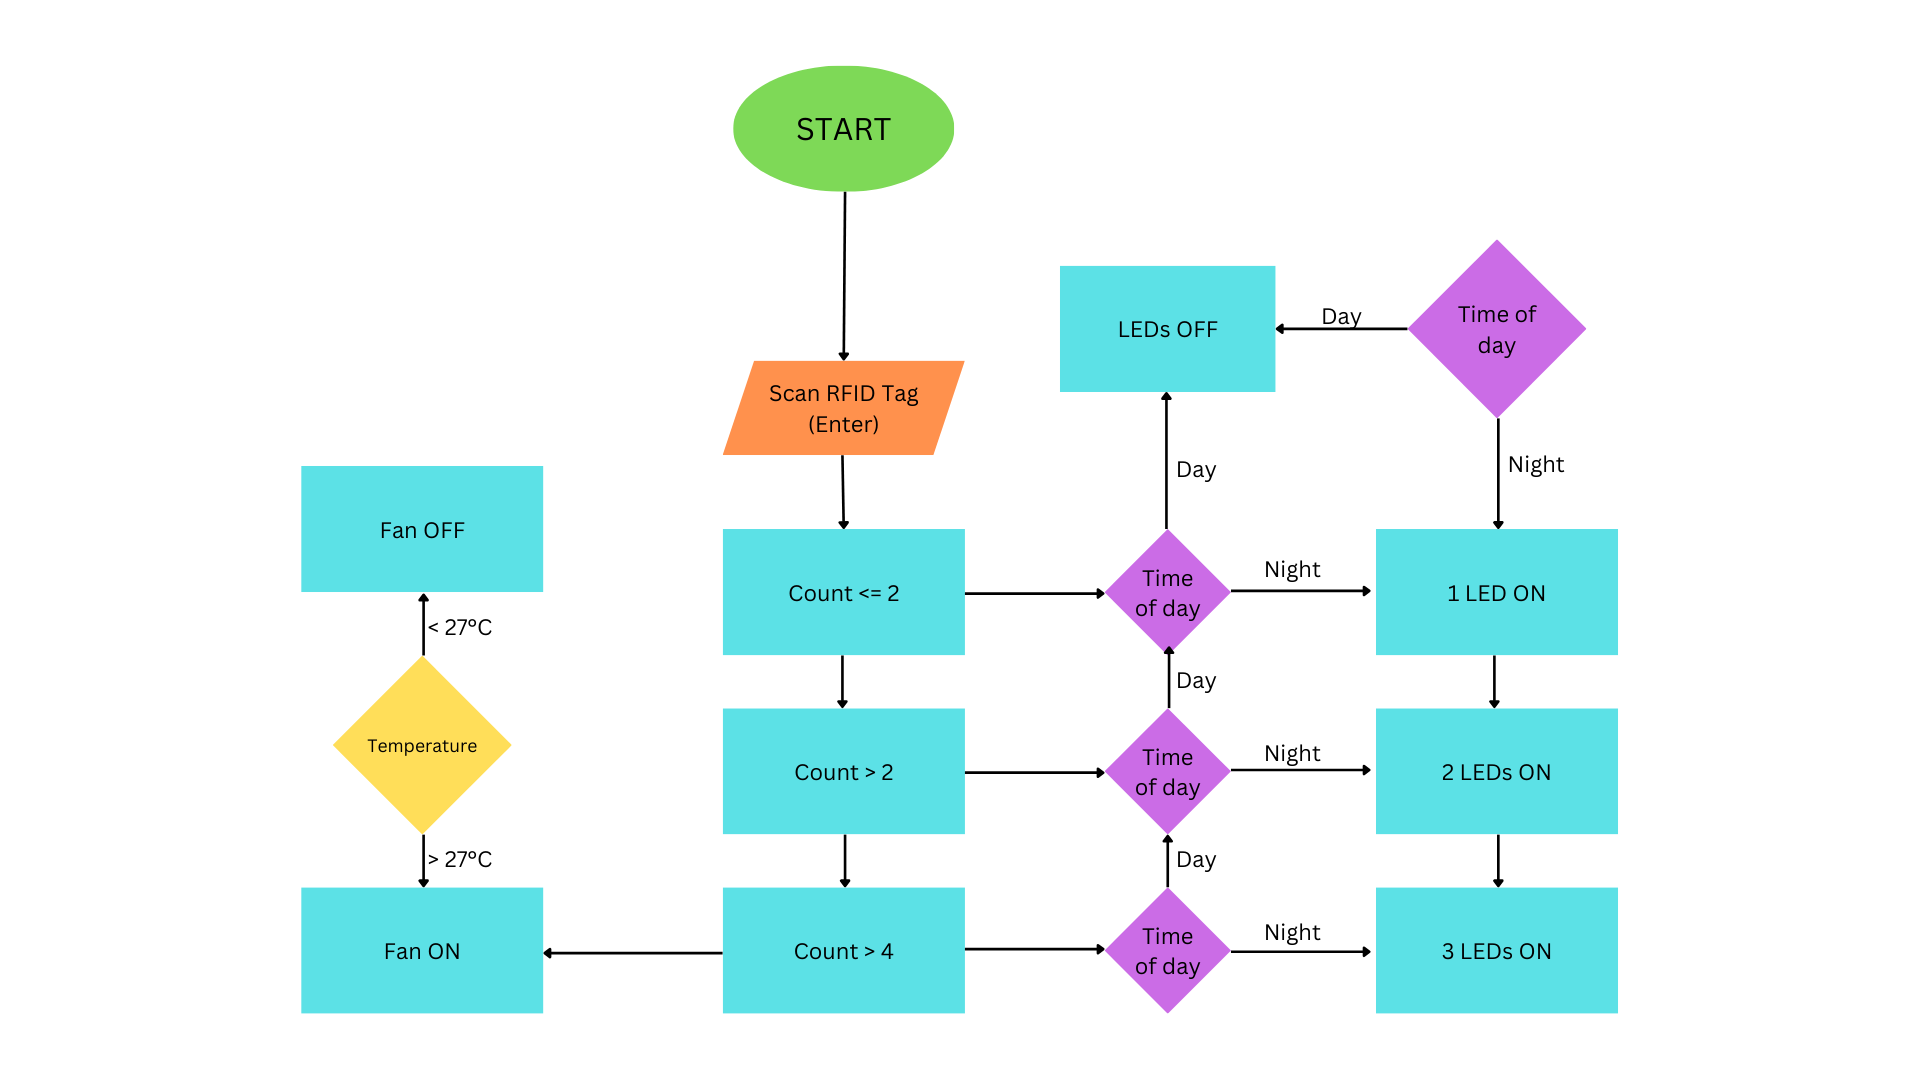 START
Scan RFID Tag
(Enter)
LEDs OFF
Day
Time of
day
Day
Night
Fan OFF
< 27°C
Temperature
> 27°C
Fan ON
Count <= 2
Time
of day
Night
1 LED ON
Day
Count > 2
Time
of day
Night
2 LEDs ON
Day
Count > 4
Time
of day
Night
3 LEDs ON